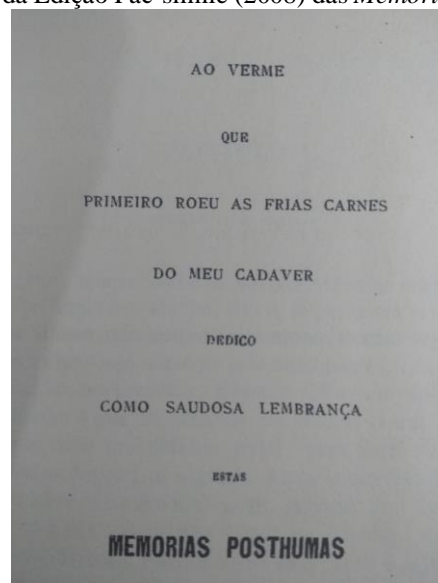 da Edição Fac-símile (2008) das Memóri
AO VERME
QUE
PRIMEIRO ROEU AS FRIAS CARNES
DO MEU CADAVER
DEDICO
COMO SAUDOSA LEMBRANÇA
ESTAS
MEMORIAS POSTHUMAS